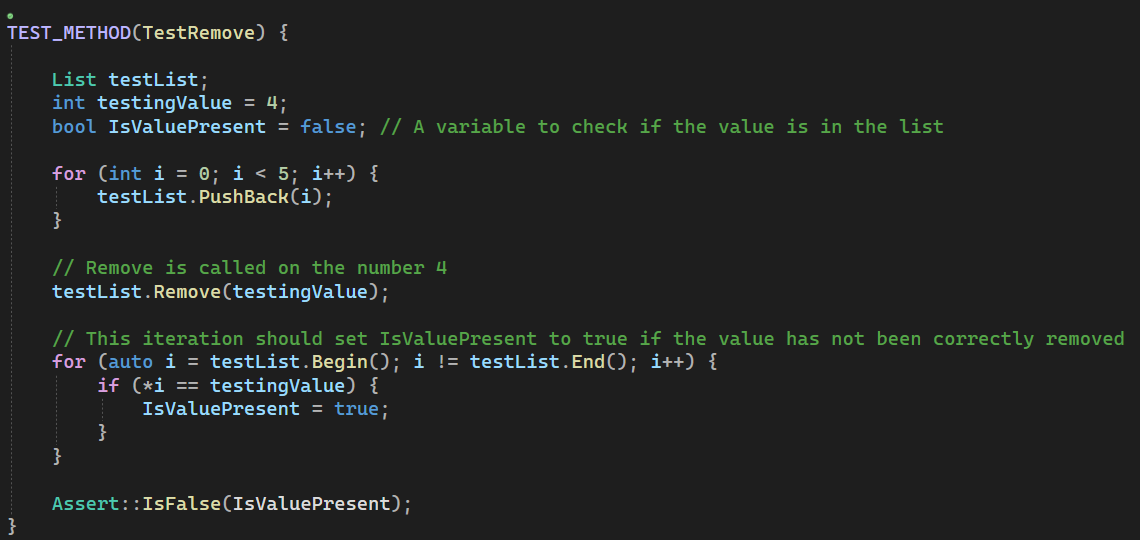 TEST_METHOD(TestRemove) {
List testList;
int testingValue = 4;
bool IsValuePresent = false; // A variable to check if the value is in the list
for (int i = 0; i < 5; i++) {
testList.PushBack(i);
}
// Remove is called on the number 4
testList.Remove(testingValue);
// This iteration should set IsValuePresent to true if the value has not been correctly removed
for (auto i = testList.Begin(); i != testList.End(); i++) {
if (*i == testingValue) {
IsValuePresent = true;
}
}
Assert::IsFalse(IsValuePresent);
}